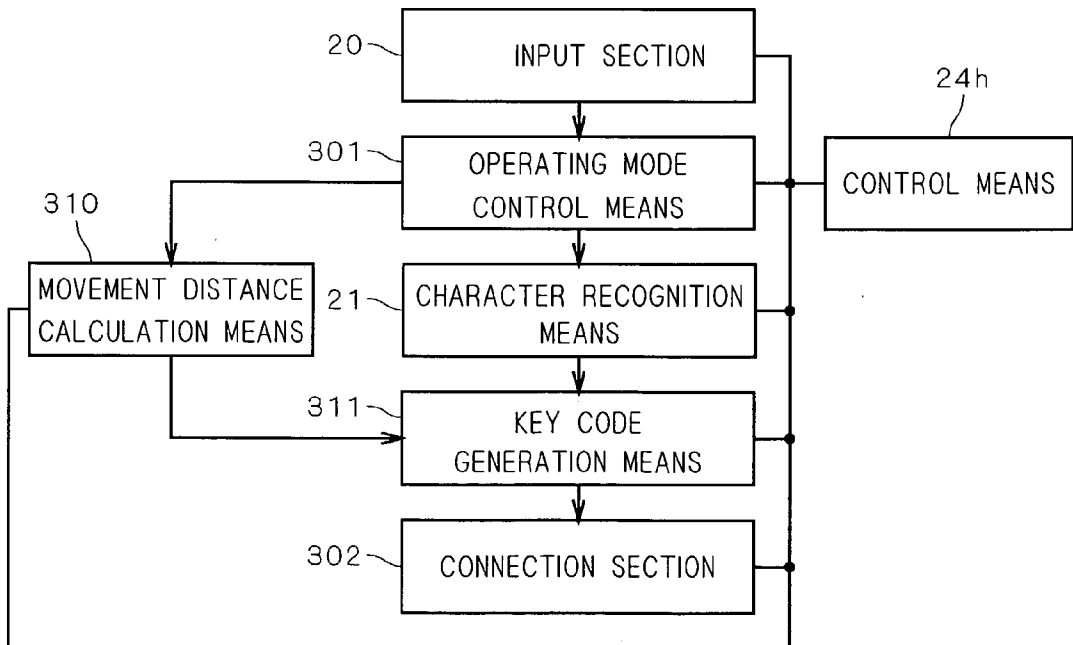 20
INPUT SECTION
24h
301
OPERATING MODE
CONTROL MEANS
CONTROL MEANS
310
MOVEMENT DISTANCE
CALCULATION MEANS
21
CHARACTER RECOGNITION
MEANS
311
KEY CODE
GENERATION MEANS
302
CONNECTION SECTION